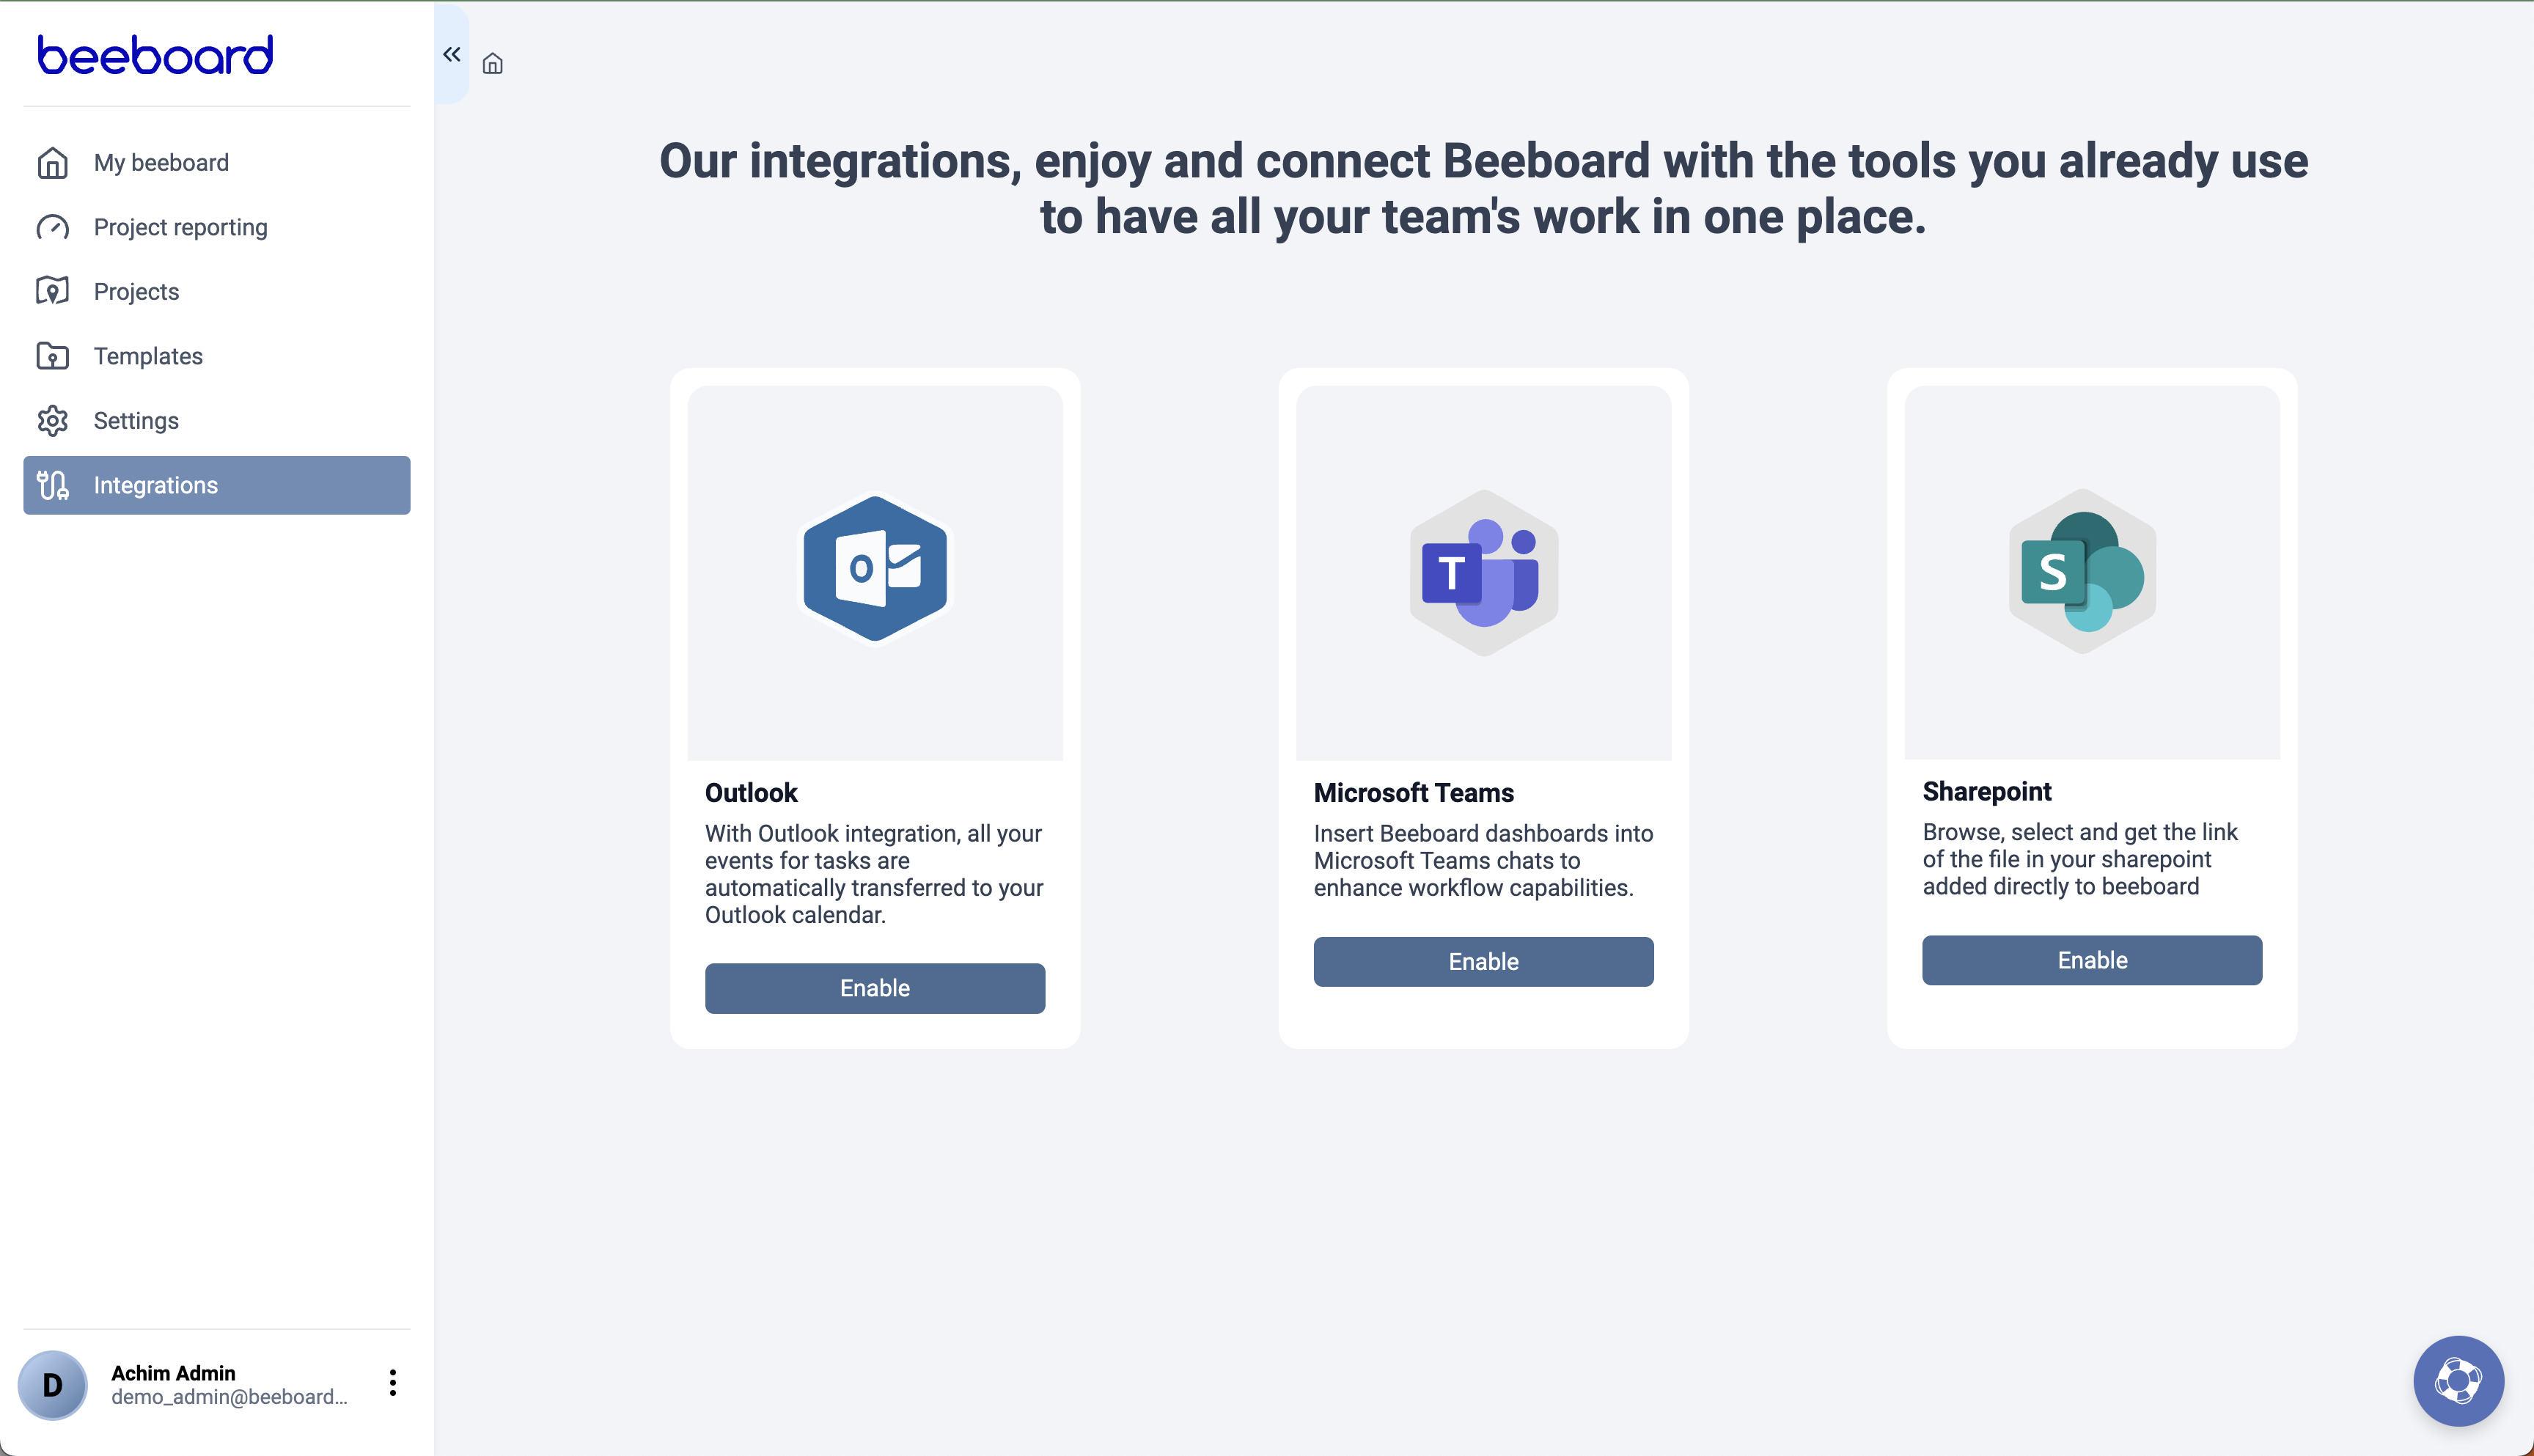 beeboard
My beeboard
Project reporting
Projects
Templates
Settings
Integrations
Achim Admin
demo_admin@beeboard...
D
Our integrations, enjoy and connect Beeboard with the tools you already use
to have all your team's work in one place.
O
Outlook
With Outlook integration, all your
events for tasks are
automatically transferred to your
Outlook calendar.
Enable
T
Microsoft Teams
Insert Beeboard dashboards into
Microsoft Teams chats to
enhance workflow capabilities.
Enable
S
Sharepoint
Browse, select and get the link
of the file in your sharepoint
added directly to beeboard
Enable